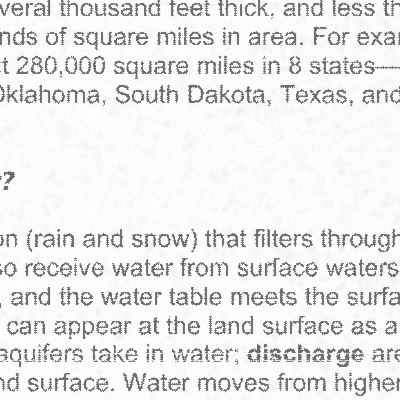 veral thousand feet thick, and less th
nds of square miles in area. For exa
t 280,000 square miles in 8 states—
Oklahoma, South Dakota, Texas, and
?
on (rain and snow) that filters through
so receive water from surface waters
, and the water table meets the surfa
can appear at the land surface as a
aquifers take in water; discharge are
nd surface. Water moves from higher